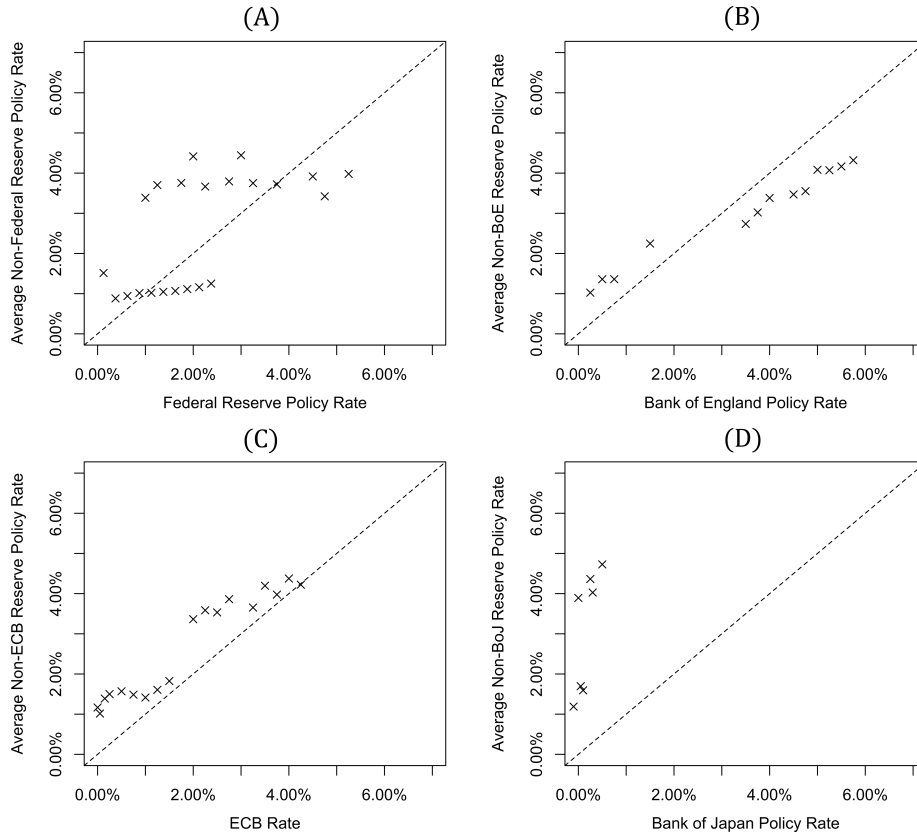 (A)
Average Non-Federal Reserve Policy Rate
6.00%
4.00%
2.00%
0.00%
0.00% 2.00% 4.00% 6.00%
Federal Reserve Policy Rate
(B)
Average Non-BoE Reserve Policy Rate
6.00%
4.00%
2.00%
0.00%
0.00% 2.00% 4.00% 6.00%
Bank of England Policy Rate
(C)
Average Non-ECB Reserve Policy Rate
6.00%
4.00%
2.00%
0.00%
0.00% 2.00% 4.00% 6.00%
ECB Rate
(D)
Average Non-BoJ Reserve Policy Rate
6.00%
4.00%
2.00%
0.00%
0.00% 2.00% 4.00% 6.00%
Bank of Japan Policy Rate